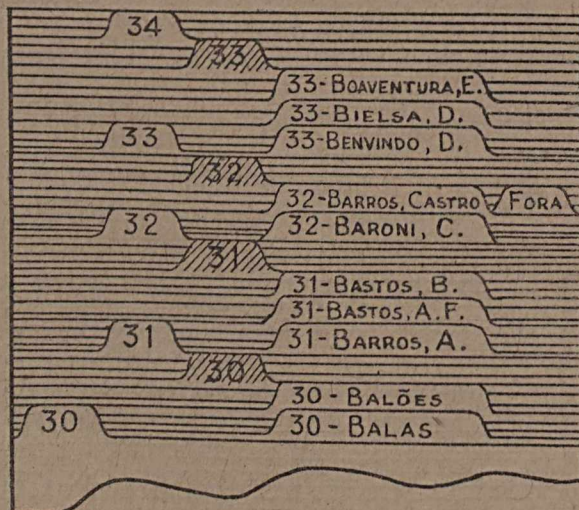 34
33
33-BOAVENTURA, E.
33-BIELSA, D.
33 33-BENVINDO, D.
32
32-BARROS, CASTRO FORA
32 32-BARONI, C.
31
31-BASTOS, B.
31-BASTOS, A.F.
31 31-BARROS, A.
30
30-BALÕES
30 30-BALAS